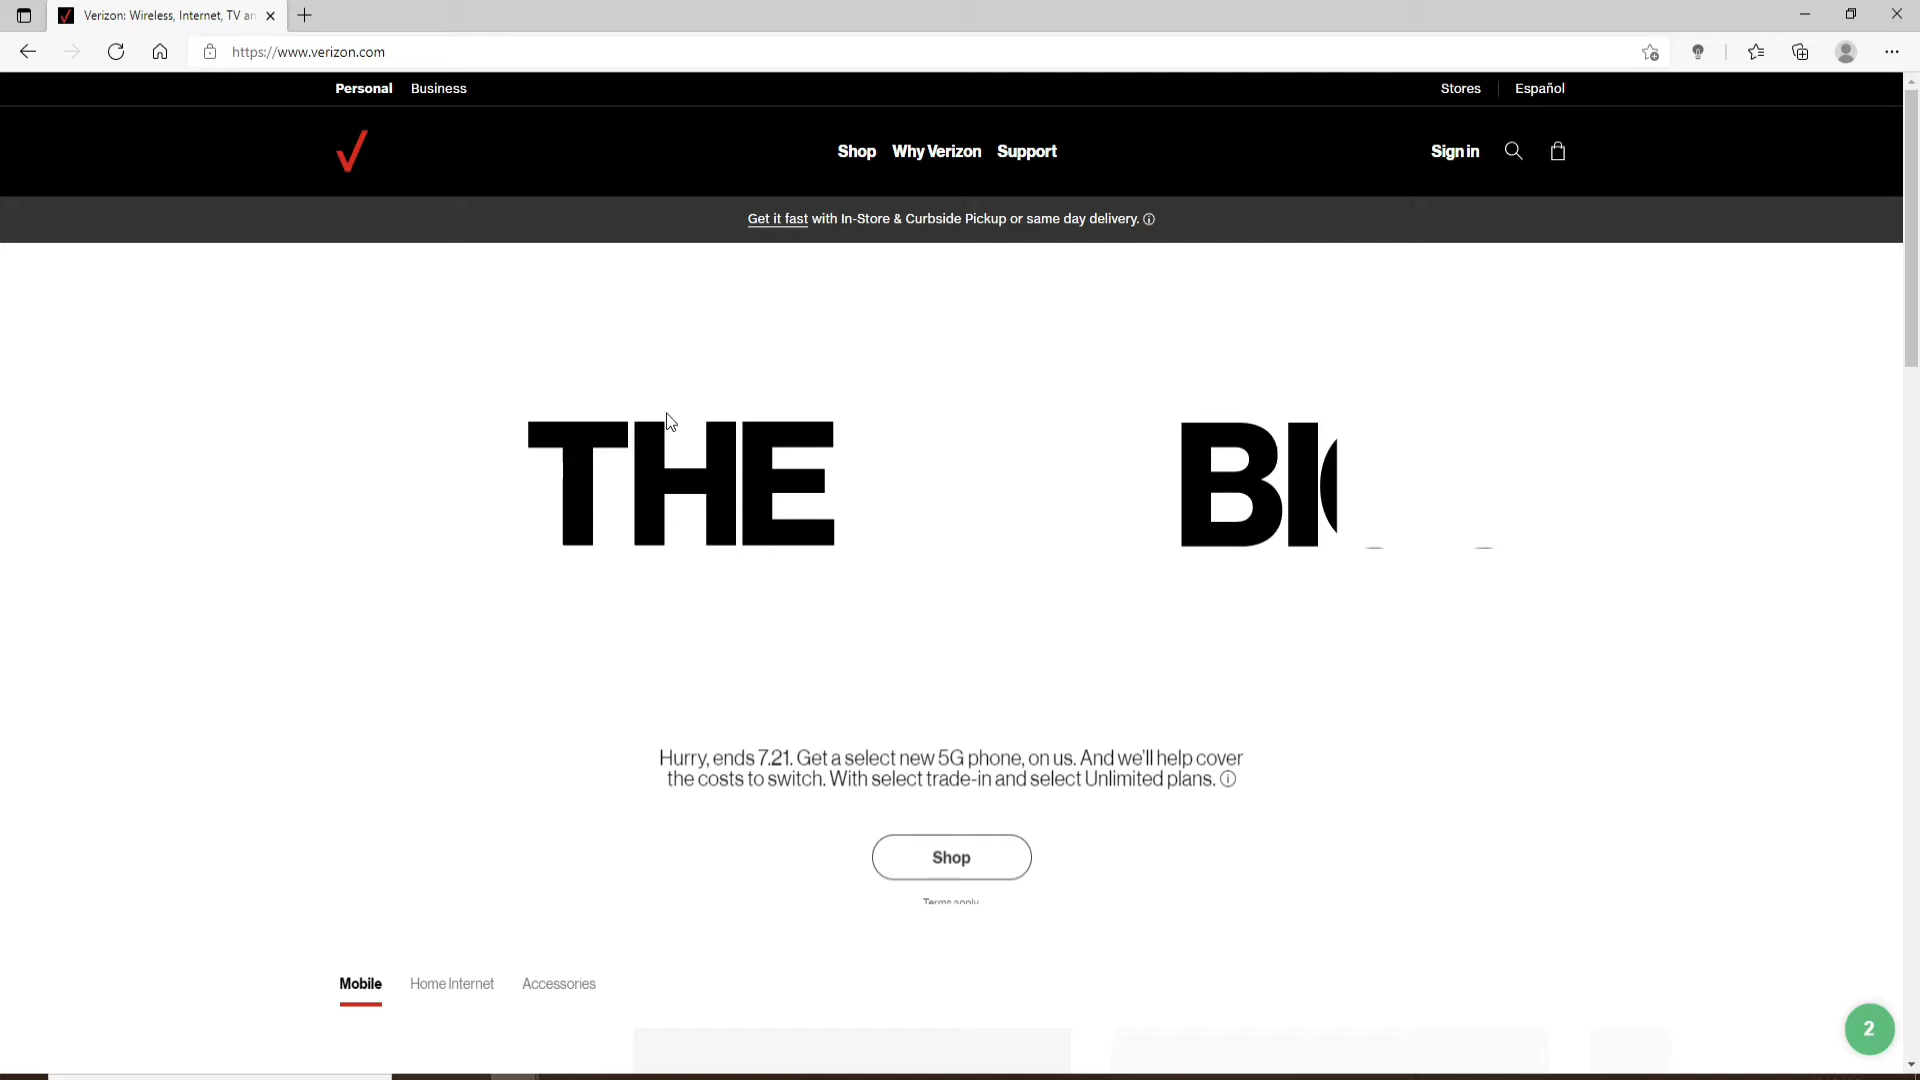 Verizon: Wireless, Internet, TV an
https://www.verizon.com
Personal Business
Stores Español
Shop Why Verizon Support
Sign in
Get it fast with In-Store & Curbside Pickup or same day delivery.
THE BIG
Hurry, ends 7.21. Get a select new 5G phone, on us. And we'll help cover
the costs to switch. With select trade-in and select Unlimited plans.
Shop
Terms apply
Mobile Home Internet Accessories
2